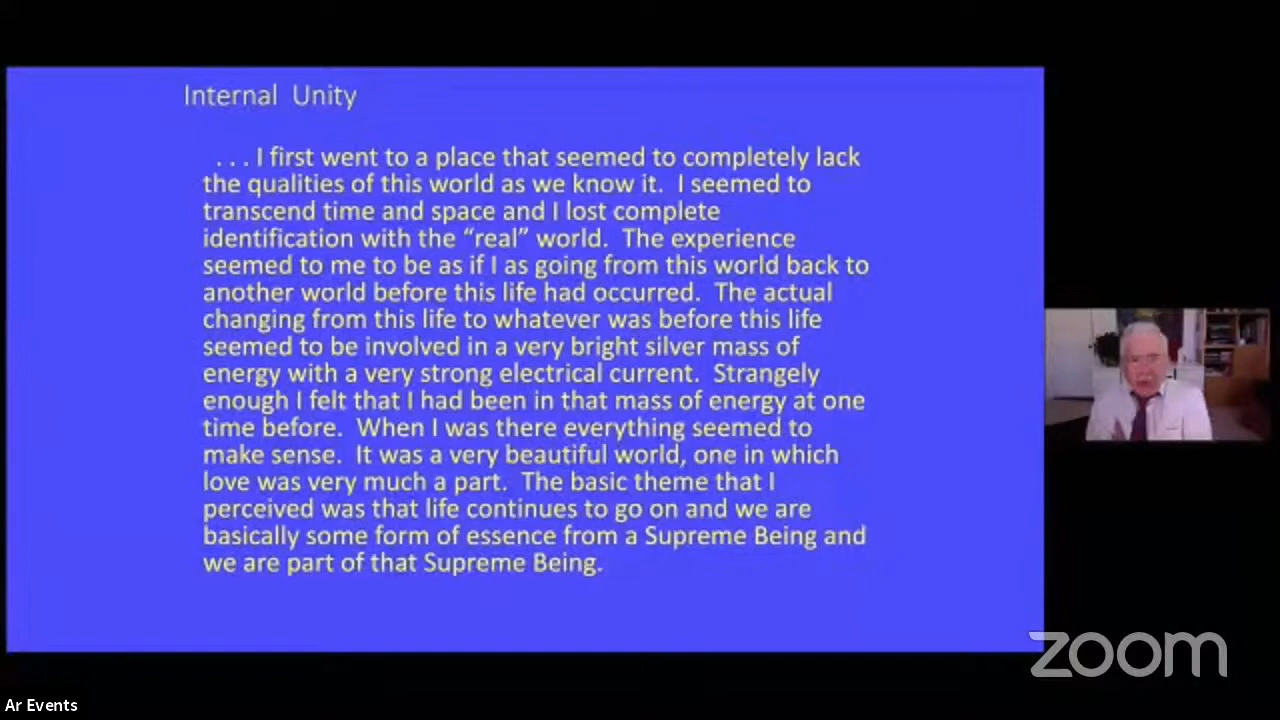 Internal Unity
. . . I first went to a place that seemed to completely lack
the qualities of this world as we know it. I seemed to
transcend time and space and I lost complete
identification with the “real” world. The experience
seemed to me to be as if I as going from this world back to
another world before this life had occurred. The actual
changing from this life to whatever was before this life
seemed to be involved in a very bright silver mass of
energy with a very strong electrical current. Strangely
enough I felt that I had been in that mass of energy at one
time before. When I was there everything seemed to
make sense. It was a very beautiful world, one in which
love was very much a part. The basic theme that I
perceived was that life continues to go on and we are
basically some form of essence from a Supreme Being and
we are part of that Supreme Being.
zoom
Ar Events